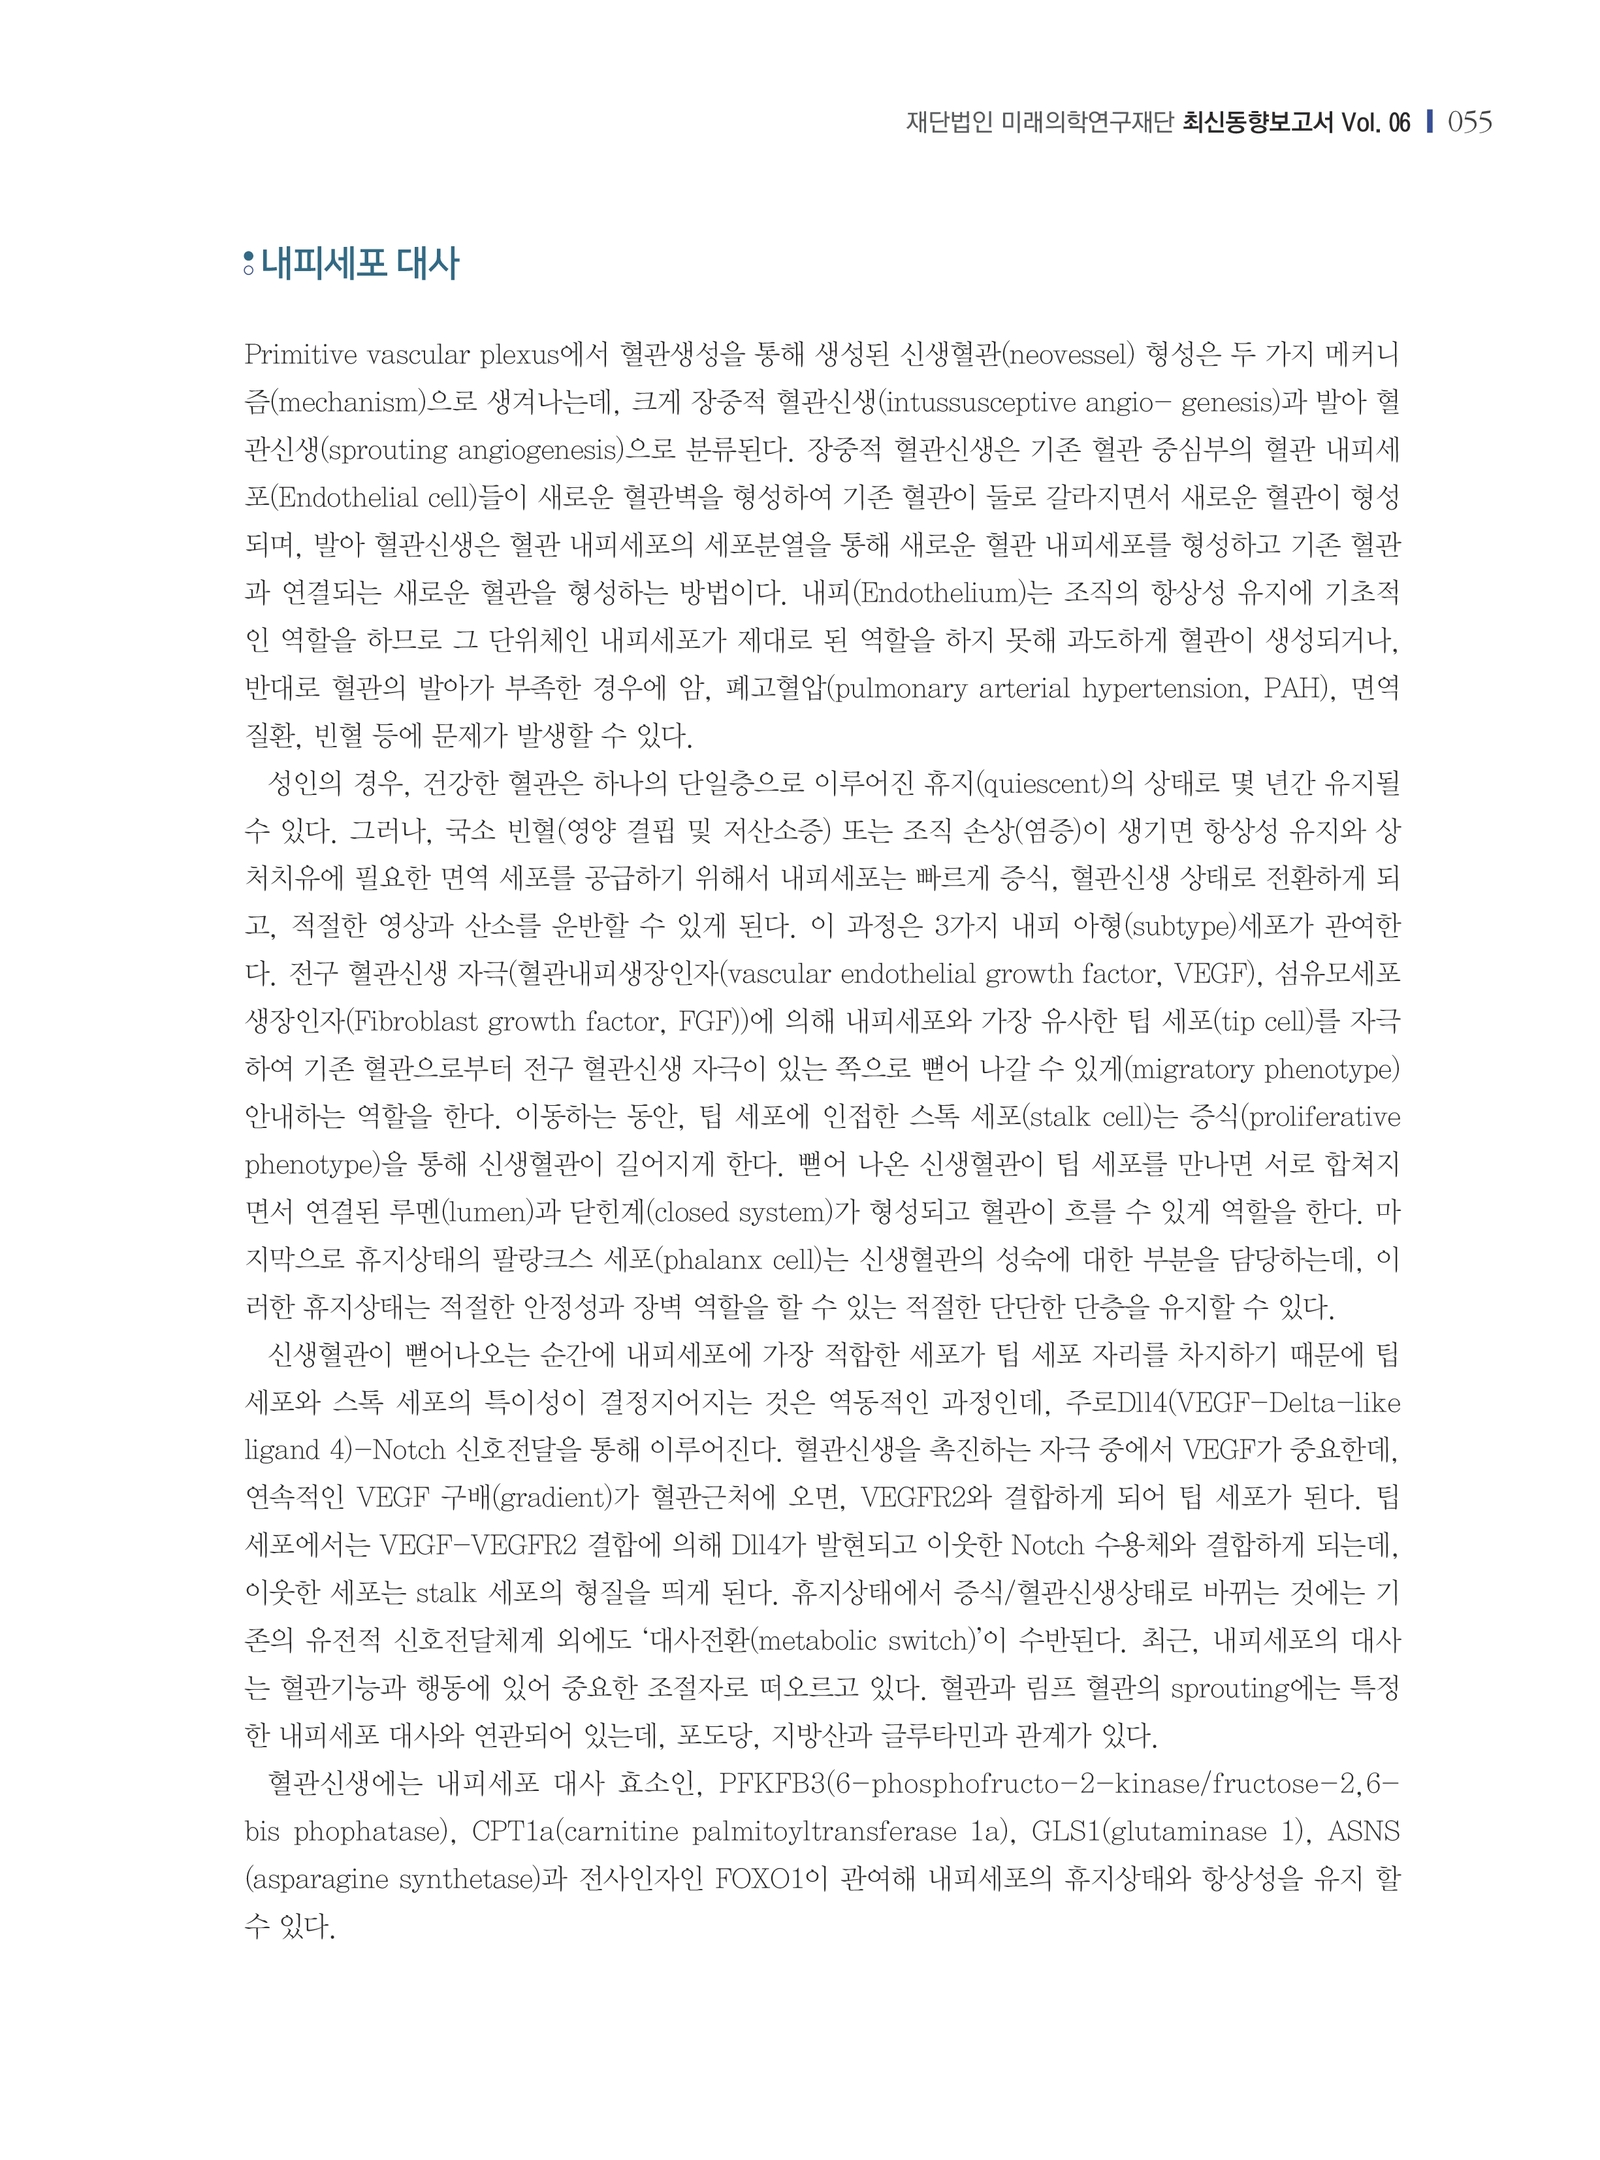 재단법인 미래의학연구재단 최신동향보고서 Vol. 06 055
내피세포 대사
Primitive vascular plexus에서 혈관생성을 통해 생성된 신생혈관(neovessel) 형성은 두 가지 메커니
즘(mechanism)으로 생겨나는데, 크게 장중적 혈관신생(intussusceptive angio- genesis)과 발아 혈
관신생(sprouting angiogenesis)으로 분류된다. 장중적 혈관신생은 기존 혈관 중심부의 혈관 내피세
포(Endothelial cell)들이 새로운 혈관벽을 형성하여 기존 혈관이 둘로 갈라지면서 새로운 혈관이 형성
되며, 발아 혈관신생은 혈관 내피세포의 세포분열을 통해 새로운 혈관 내피세포를 형성하고 기존 혈관
과 연결되는 새로운 혈관을 형성하는 방법이다. 내피(Endothelium)는 조직의 항상성 유지에 기초적
인 역할을 하므로 그 단위체인 내피세포가 제대로 된 역할을 하지 못해 과도하게 혈관이 생성되거나,
반대로 혈관의 발아가 부족한 경우에 암, 폐고혈압(pulmonary arterial hypertension, PAH), 면역
질환, 빈혈 등에 문제가 발생할 수 있다.
성인의 경우, 건강한 혈관은 하나의 단일층으로 이루어진 휴지(quiescent)의 상태로 몇 년간 유지될
수 있다. 그러나, 국소 빈혈(영양 결핍 및 저산소증) 또는 조직 손상(염증)이 생기면 항상성 유지와 상
처치유에 필요한 면역 세포를 공급하기 위해서 내피세포는 빠르게 증식, 혈관신생 상태로 전환하게 되
고, 적절한 영상과 산소를 운반할 수 있게 된다. 이 과정은 3가지 내피 아형(subtype)세포가 관여한
다. 전구 혈관신생 자극(혈관내피생장인자(vascular endothelial growth factor, VEGF), 섬유모세포
생장인자(Fibroblast growth factor, FGF))에 의해 내피세포와 가장 유사한 팁 세포(tip cell)를 자극
하여 기존 혈관으로부터 전구 혈관신생 자극이 있는 쪽으로 뻗어 나갈 수 있게(migratory phenotype)
안내하는 역할을 한다. 이동하는 동안, 팁 세포에 인접한 스톡 세포(stalk cell)는 증식(proliferative
phenotype)을 통해 신생혈관이 길어지게 한다. 뻗어 나온 신생혈관이 팁 세포를 만나면 서로 합쳐지
면서 연결된 루멘(lumen)과 닫힌계(closed system)가 형성되고 혈관이 흐를 수 있게 역할을 한다. 마
지막으로 휴지상태의 팔랑크스 세포(phalanx cell)는 신생혈관의 성숙에 대한 부분을 담당하는데, 이
러한 휴지상태는 적절한 안정성과 장벽 역할을 할 수 있는 적절한 단단한 단층을 유지할 수 있다.
신생혈관이 뻗어나오는 순간에 내피세포에 가장 적합한 세포가 팁 세포 자리를 차지하기 때문에 팁
세포와 스톡 세포의 특이성이 결정지어지는 것은 역동적인 과정인데, 주로Dll4(VEGF-Delta-like
ligand 4)-Notch 신호전달을 통해 이루어진다. 혈관신생을 촉진하는 자극 중에서 VEGF가 중요한데,
연속적인 VEGF 구배(gradient)가 혈관근처에 오면, VEGFR2와 결합하게 되어 팁 세포가 된다. 팁
세포에서는 VEGF-VEGFR2 결합에 의해 Dll4가 발현되고 이웃한 Notch 수용체와 결합하게 되는데,
이웃한 세포는 stalk 세포의 형질을 띄게 된다. 휴지상태에서 증식/혈관신생상태로 바뀌는 것에는 기
존의 유전적 신호전달체계 외에도 ‘대사전환(metabolic switch)’이 수반된다. 최근, 내피세포의 대사
는 혈관기능과 행동에 있어 중요한 조절자로 떠오르고 있다. 혈관과 림프 혈관의 sprouting에는 특정
한 내피세포 대사와 연관되어 있는데, 포도당, 지방산과 글루타민과 관계가 있다.
혈관신생에는 내피세포 대사 효소인, PFKFB3(6-phosphofructo-2-kinase/fructose-2,6-
bis phophatase), CPT1a(carnitine palmitoyltransferase 1a), GLS1(glutaminase 1), ASNS
(asparagine synthetase)과 전사인자인 FOXO1이 관여해 내피세포의 휴지상태와 항상성을 유지 할
수 있다.